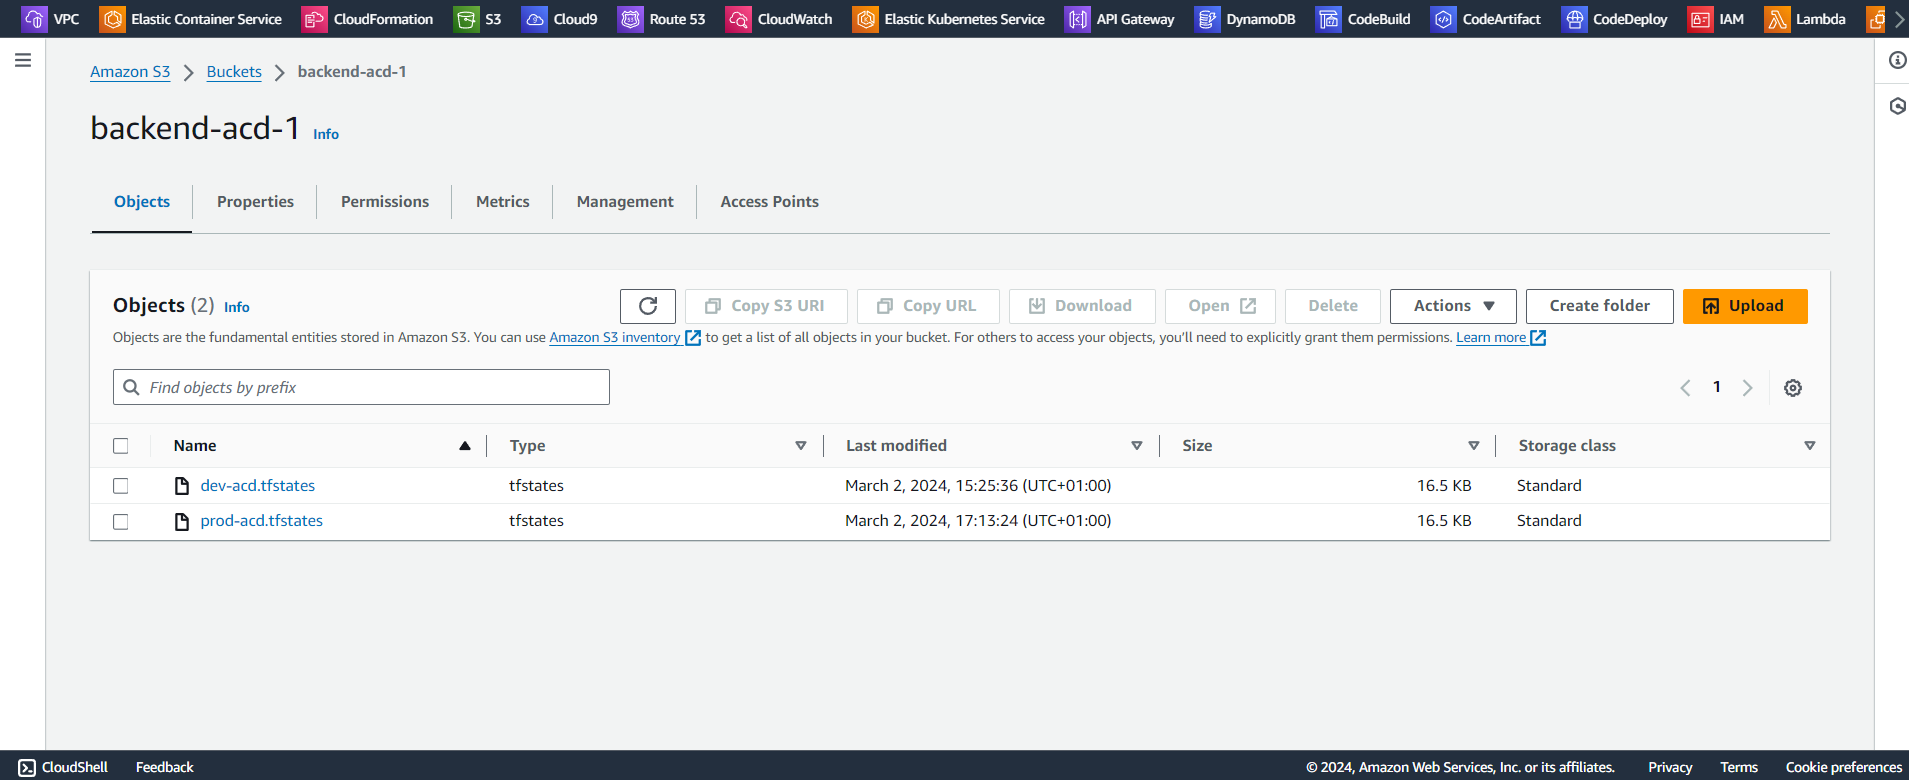 VPC Elastic Container Service CloudFormation S3 Cloud9 Route 53 CloudWatch Elastic Kubernetes Service API Gateway DynamoDB CodeBuild CodeArtifact CodeDeploy IAM Lambda
Amazon S3 Buckets backend-acd-1
backend-acd-1 Info
Objects Properties Permissions Metrics Management Access Points
Objects (2) Info Copy S3 URI Copy URL Download Open Delete Actions Create folder Upload
Objects are the fundamental entities stored in Amazon S3. You can use Amazon S3 inventory to get a list of all objects in your bucket. For others to access your objects, you'll need to explicitly grant them permissions. Learn more
Find objects by prefix 1
Name Type Last modified Size Storage class
dev-acd.tfstates tfstates March 2, 2024, 15:25:36 (UTC+01:00) 16.5 KB Standard
prod-acd.tfstates tfstates March 2, 2024, 17:13:24 (UTC+01:00) 16.5 KB Standard
CloudShell Feedback © 2024, Amazon Web Services, Inc. or its affiliates. Privacy Terms Cookie preferences